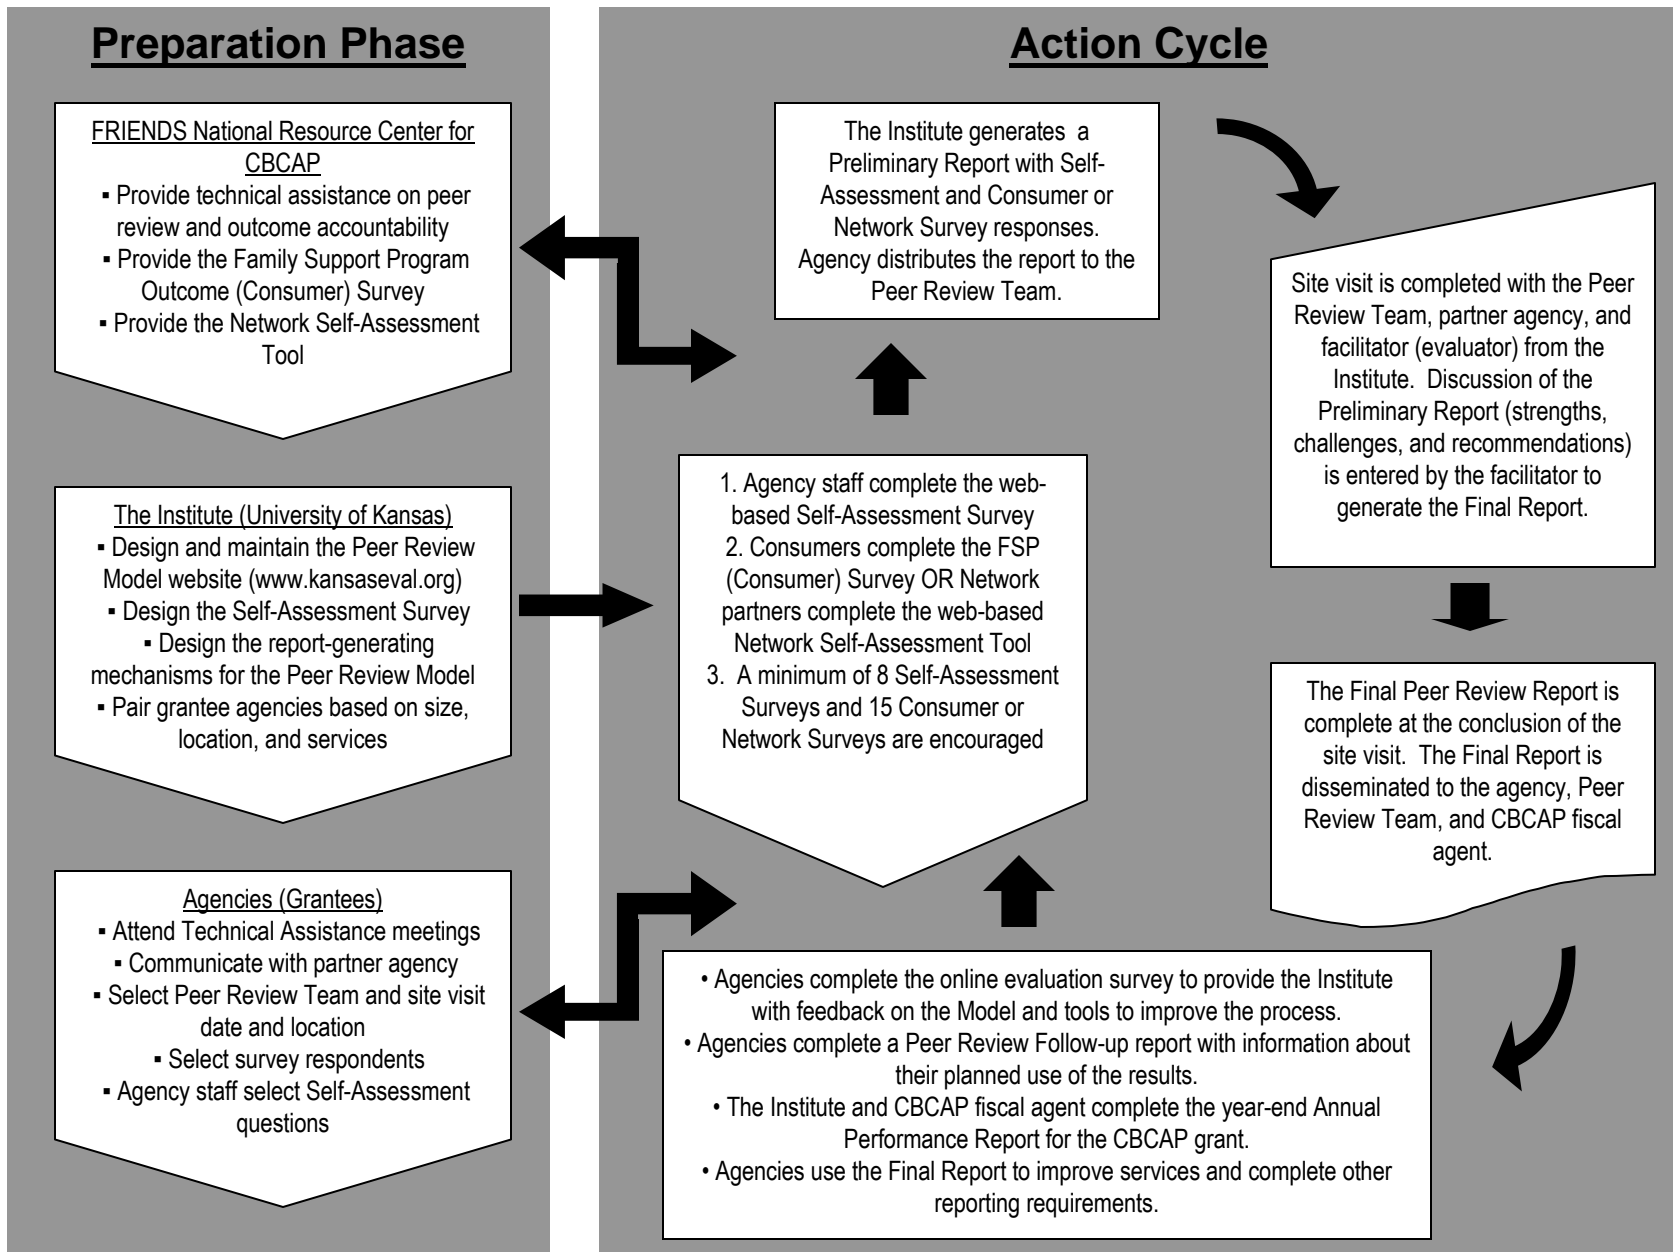 Preparation Phase
FRIENDS National Resource Center for
CBCAP
▪ Provide technical assistance on peer
review and outcome accountability
▪ Provide the Family Support Program
Outcome (Consumer) Survey
▪ Provide the Network Self-Assessment
Tool
The Institute (University of Kansas)
▪ Design and maintain the Peer Review
Model website (www.kansaseval.org)
▪ Design the Self-Assessment Survey
▪ Design the report-generating
mechanisms for the Peer Review Model
▪ Pair grantee agencies based on size,
location, and services
Agencies (Grantees)
▪ Attend Technical Assistance meetings
▪ Communicate with partner agency
▪ Select Peer Review Team and site visit
date and location
▪ Select survey respondents
▪ Agency staff select Self-Assessment
questions
Action Cycle
The Institute generates a
Preliminary Report with Self-
Assessment and Consumer or
Network Survey responses.
Agency distributes the report to the
Peer Review Team.
Site visit is completed with the Peer
Review Team, partner agency, and
facilitator (evaluator) from the
Institute. Discussion of the
Preliminary Report (strengths,
challenges, and recommendations)
is entered by the facilitator to
generate the Final Report.
The Final Peer Review Report is
complete at the conclusion of the
site visit. The Final Report is
disseminated to the agency, Peer
Review Team, and CBCAP fiscal
agent.
1. Agency staff complete the web-
based Self-Assessment Survey
2. Consumers complete the FSP
(Consumer) Survey OR Network
partners complete the web-based
Network Self-Assessment Tool
3. A minimum of 8 Self-Assessment
Surveys and 15 Consumer or
Network Surveys are encouraged
• Agencies complete the online evaluation survey to provide the Institute
with feedback on the Model and tools to improve the process.
• Agencies complete a Peer Review Follow-up report with information about
their planned use of the results.
• The Institute and CBCAP fiscal agent complete the year-end Annual
Performance Report for the CBCAP grant.
• Agencies use the Final Report to improve services and complete other
reporting requirements.